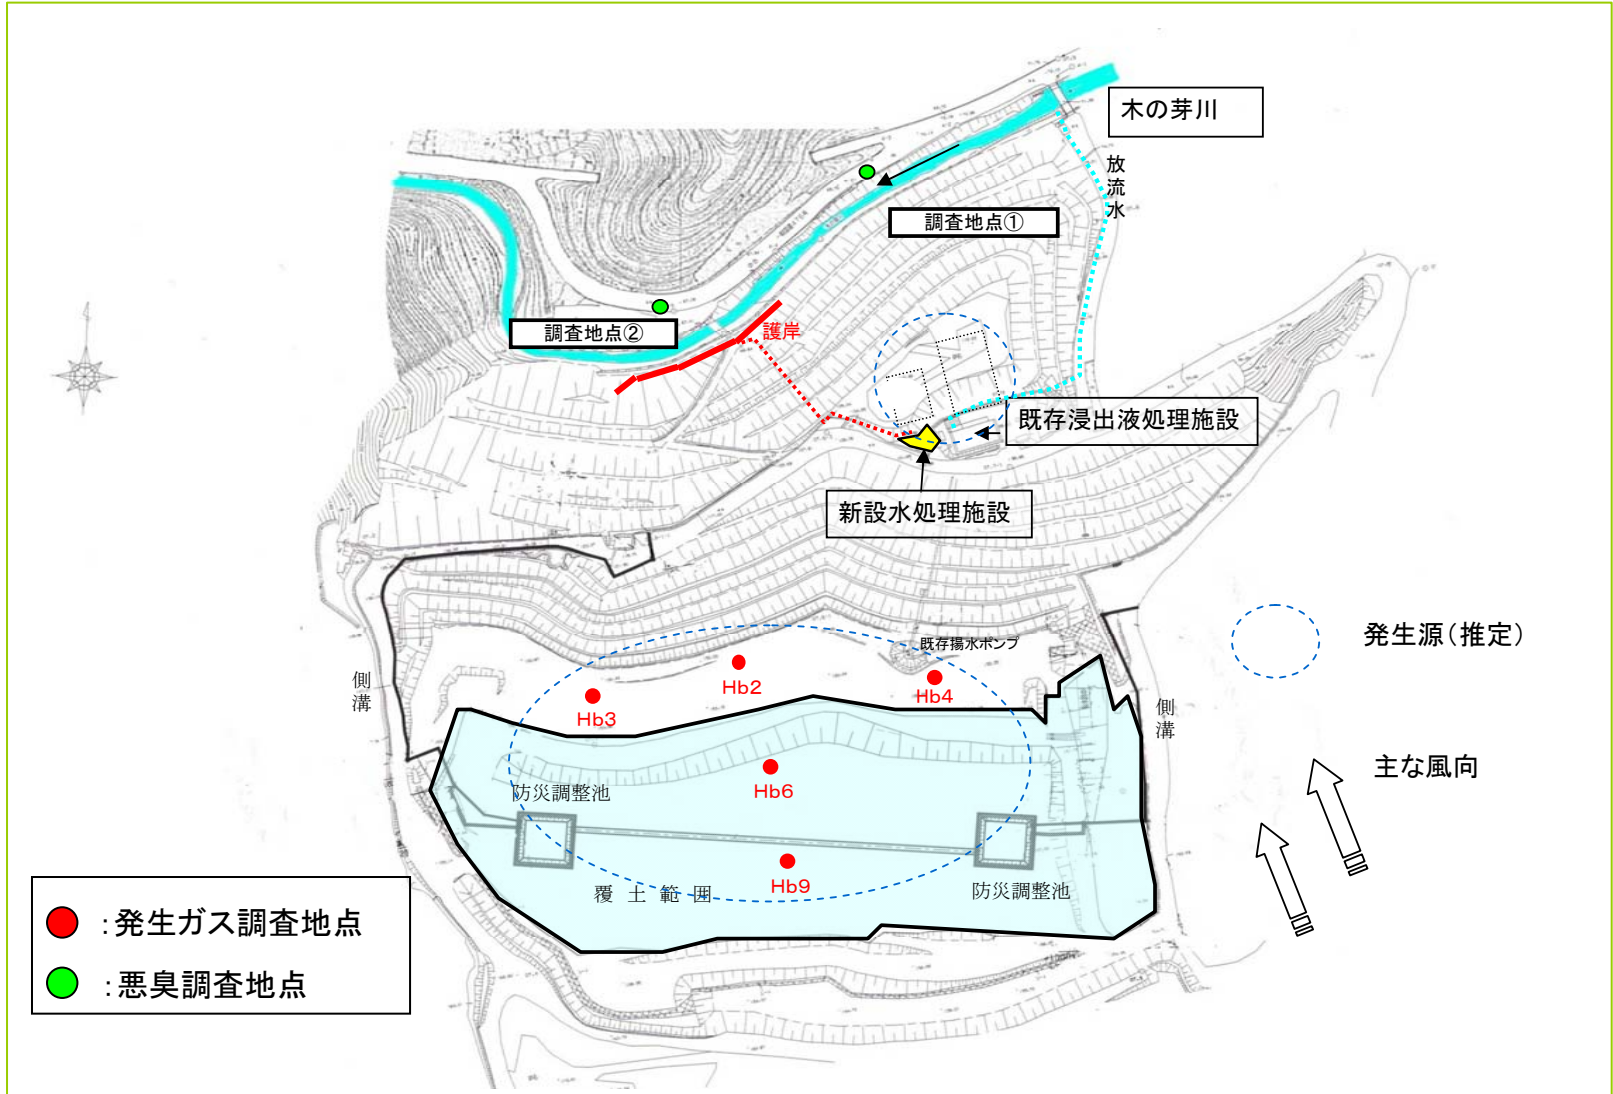 木の芽川
放流水
調査地点①
調査地点②
護岸
既存浸出液処理施設
新設水処理施設
発生源(推定)
既存揚水ポンプ
側溝
Hb2
Hb4
Hb3
側溝
主な風向
Hb6
防災調整池
Hb9
覆土範囲
防災調整池
:発生ガス調査地点
:悪臭調査地点